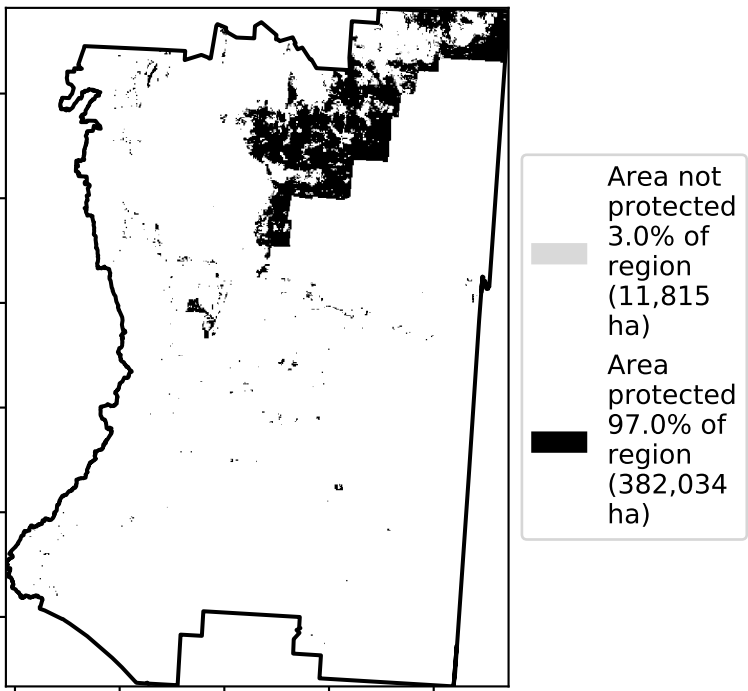 Area not
protected
3.0% of
region
(11,815
ha)
Area
protected
97.0% of
region
(382,034
ha)